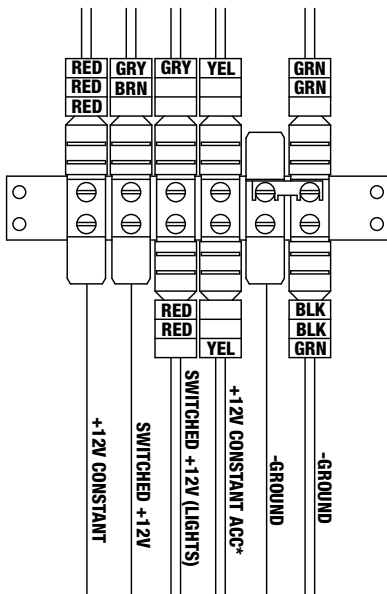 RED GRY GRY YEL GRN
RED BRN GRN
RED
RED BLK
RED BLK
YEL GRN
+12V CONSTANT
SWITCHED +12V
SWITCHED +12V (LIGHTS)
+12V CONSTANT ACC*
-GROUND
-GROUND